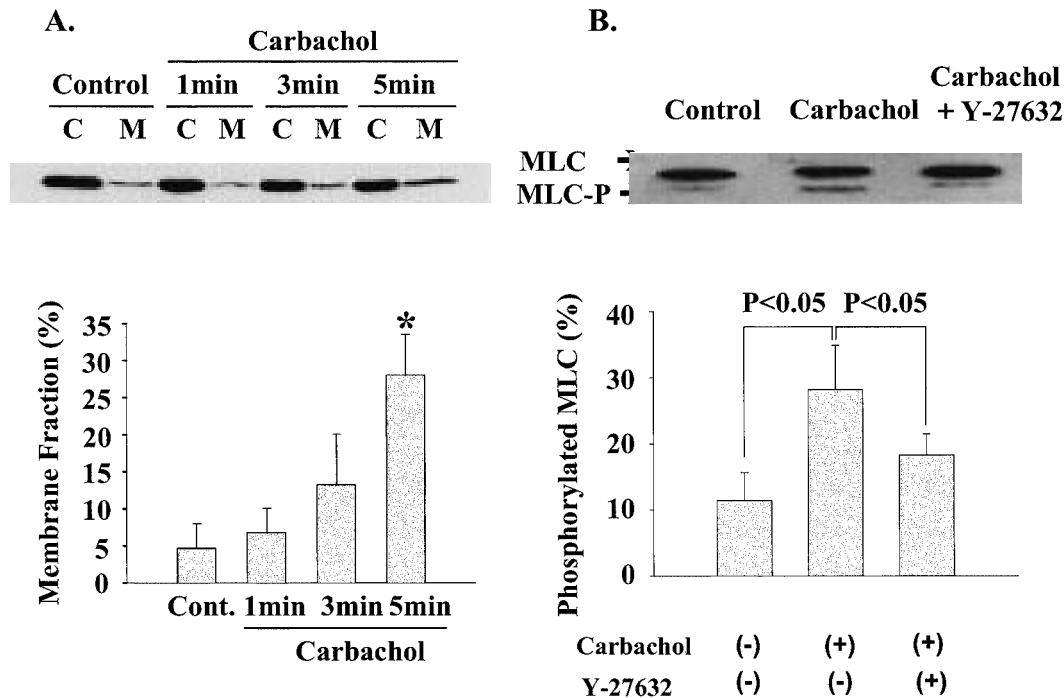 A.
Carbachol
Control 1min 3min 5min
C M C M C M C M
35
30
25
20
15
10
5
0
Membrane Fraction (%)
*
Cont. 1min 3min 5min
Carbachol
B.
Control Carbachol Carbachol
+ Y-27632
MLC
MLC-P
P<0.05 P<0.05
40
30
20
10
0
Phosphorylated MLC (%)
Carbachol (-) (+) (+)
Y-27632 (-) (-) (+)